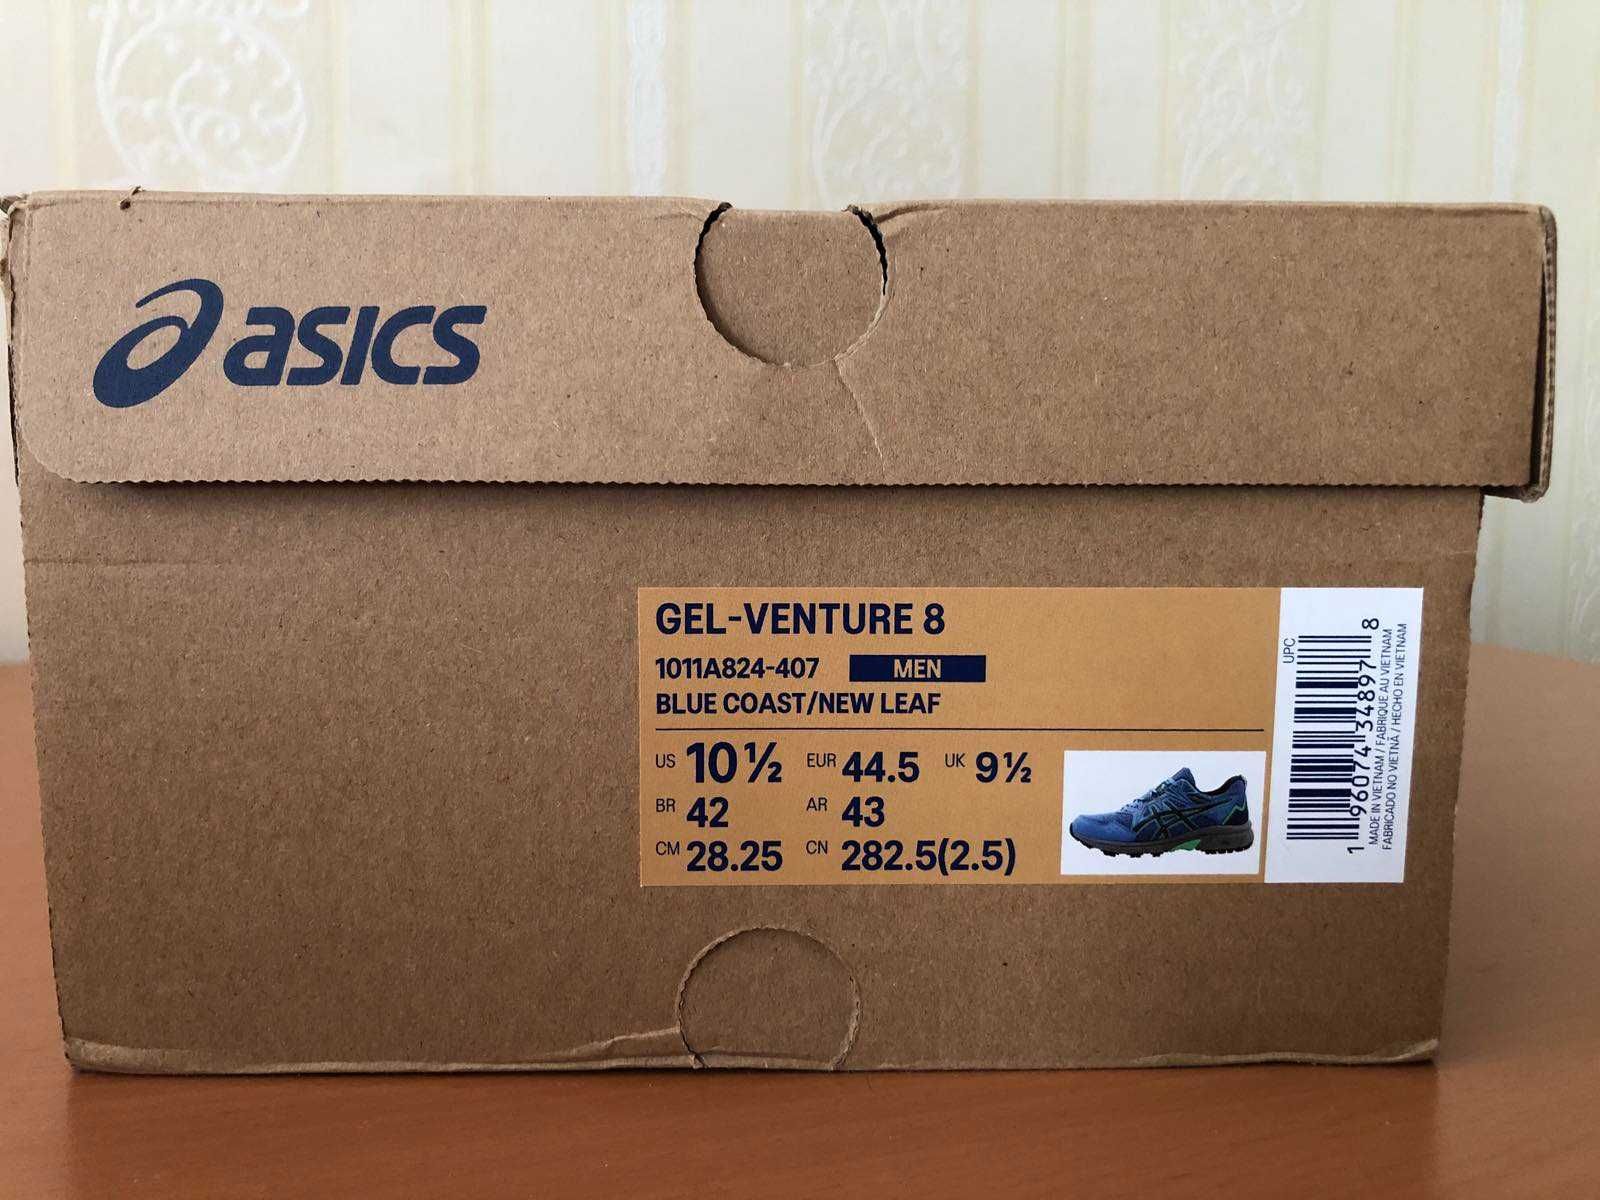 asics
GEL-VENTURE 8
1011A824-407 MEN
BLUE COAST/NEW LEAF
US 10½ EUR 44.5 UK 9½
BR 42 AR 43
CM 28.25 CN 282.5(2.5)
UPC
1 96074 34897 8
MADE IN VIETNAM / FABRIQUÉ AU VIETNAM
FABRICADO NO VIETNÃ / HECHO EN VIETNAM